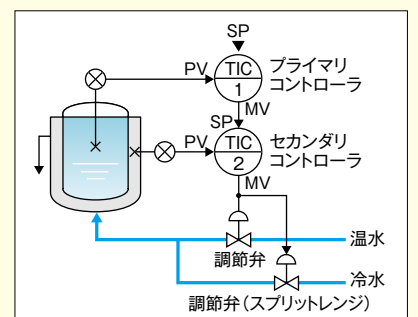 SP
PV
TIC
1
プライマリ
コントローラ
MV
SP
PV
TIC
2
セカンダリ
コントローラ
MV
温水
調節弁
冷水
調節弁(スプリットレンジ)